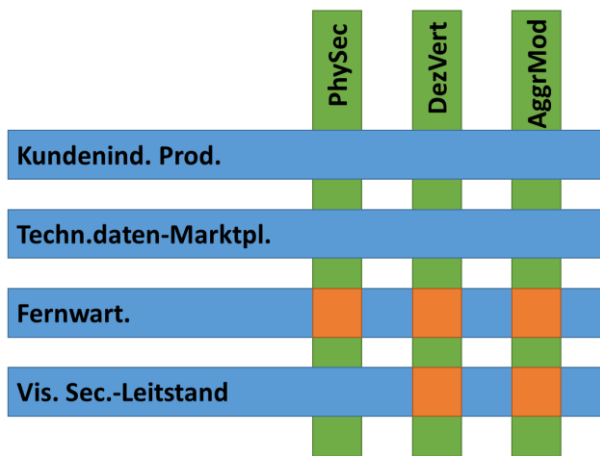 PhySec
DezVert
AggrMod
Kundenind. Prod.
Techn.daten-Marktpl.
Fernwart.
Vis. Sec.-Leitstand